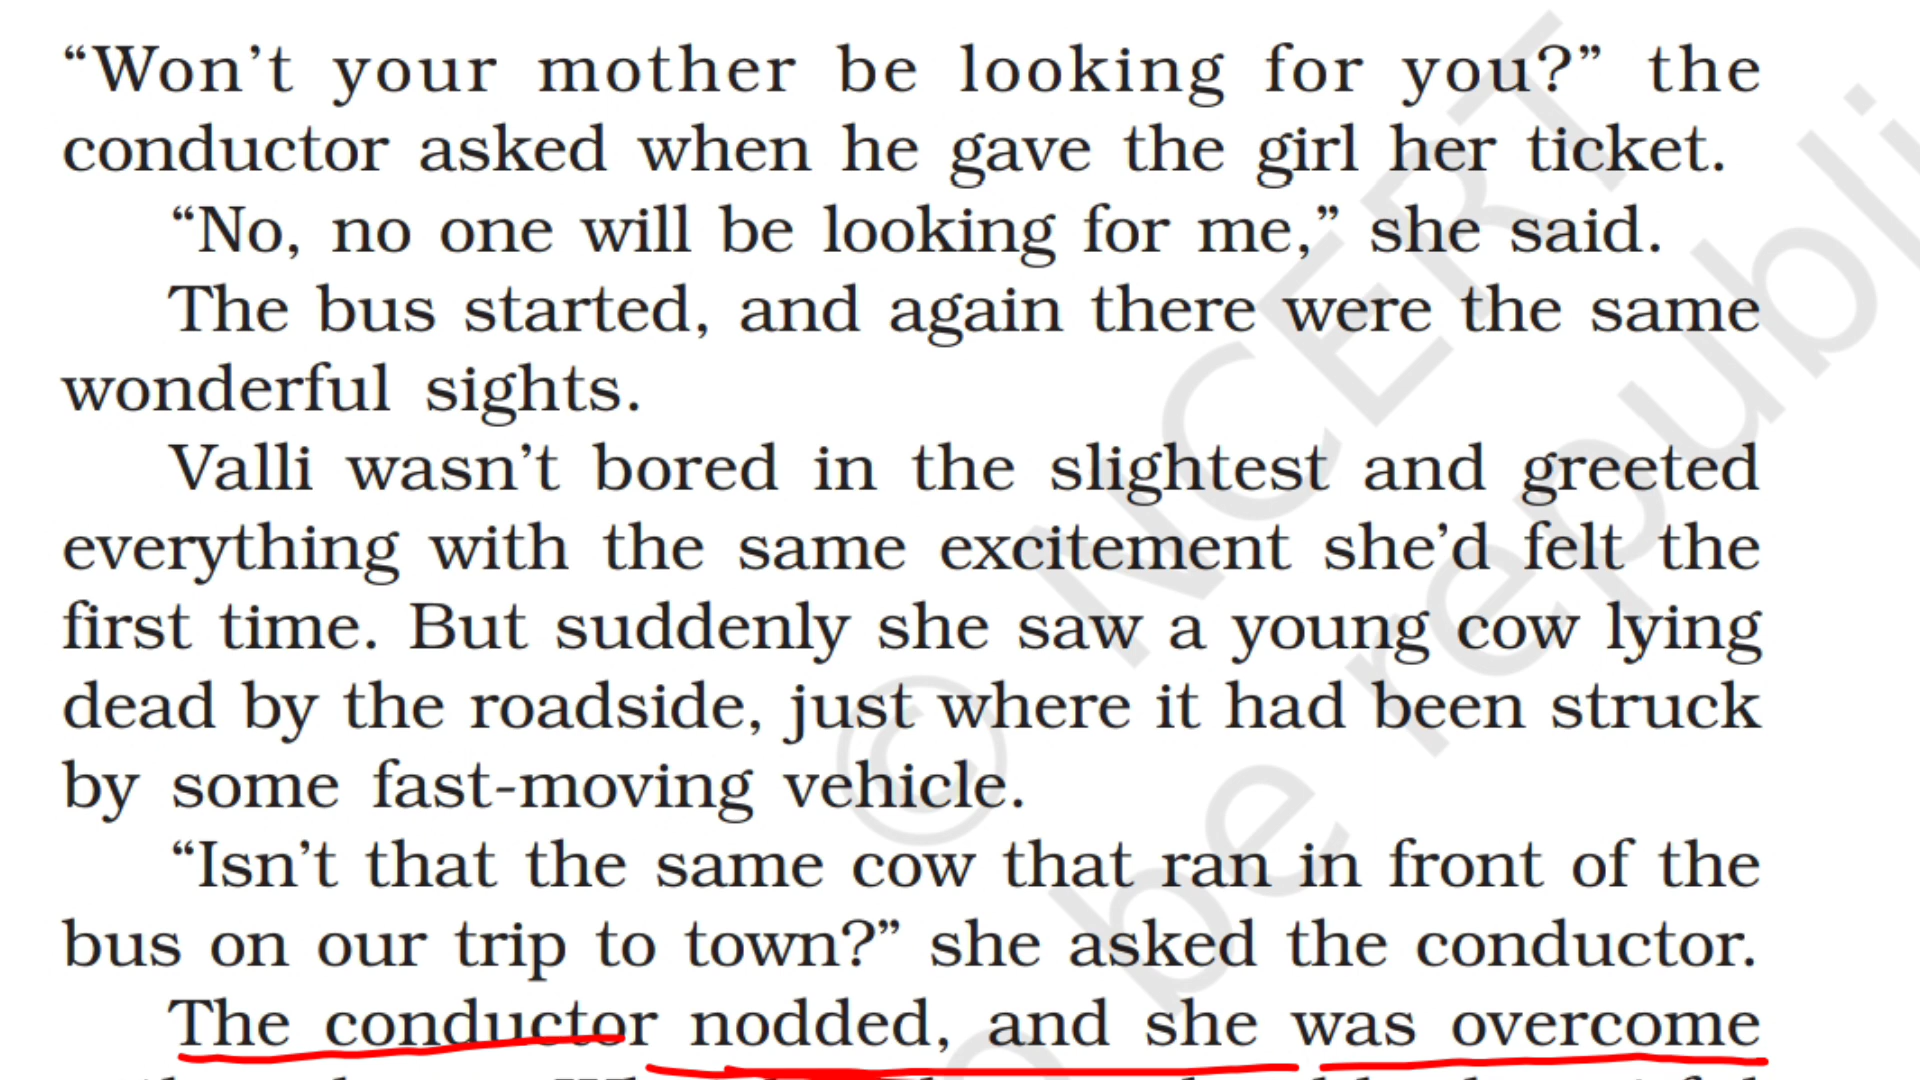 “Won’t your mother be looking for you?” the
conductor asked when he gave the girl her ticket.
“No, no one will be looking for me,” she said.
The bus started, and again there were the same
wonderful sights.
Valli wasn’t bored in the slightest and greeted
everything with the same excitement she’d felt the
first time. But suddenly she saw a young cow lying
dead by the roadside, just where it had been struck
by some fast-moving vehicle.
“Isn’t that the same cow that ran in front of the
bus on our trip to town?” she asked the conductor.
The conductor nodded, and she was overcome
© NCERT
be republi